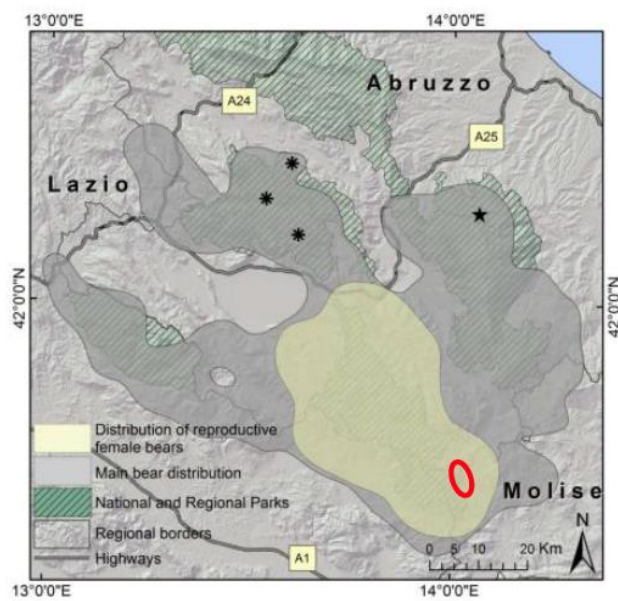 13°0'0"E
14°0'0"E
Abruzzo
A24
A25
Lazio
42°0'0"N
42°0'0"N
Distribution of reproductive
female bears
Main bear distribution
National and Regional Parks
Regional borders
Highways
Molise
N
0 5 10 20 Km
A1
13°0'0"E
14°0'0"E